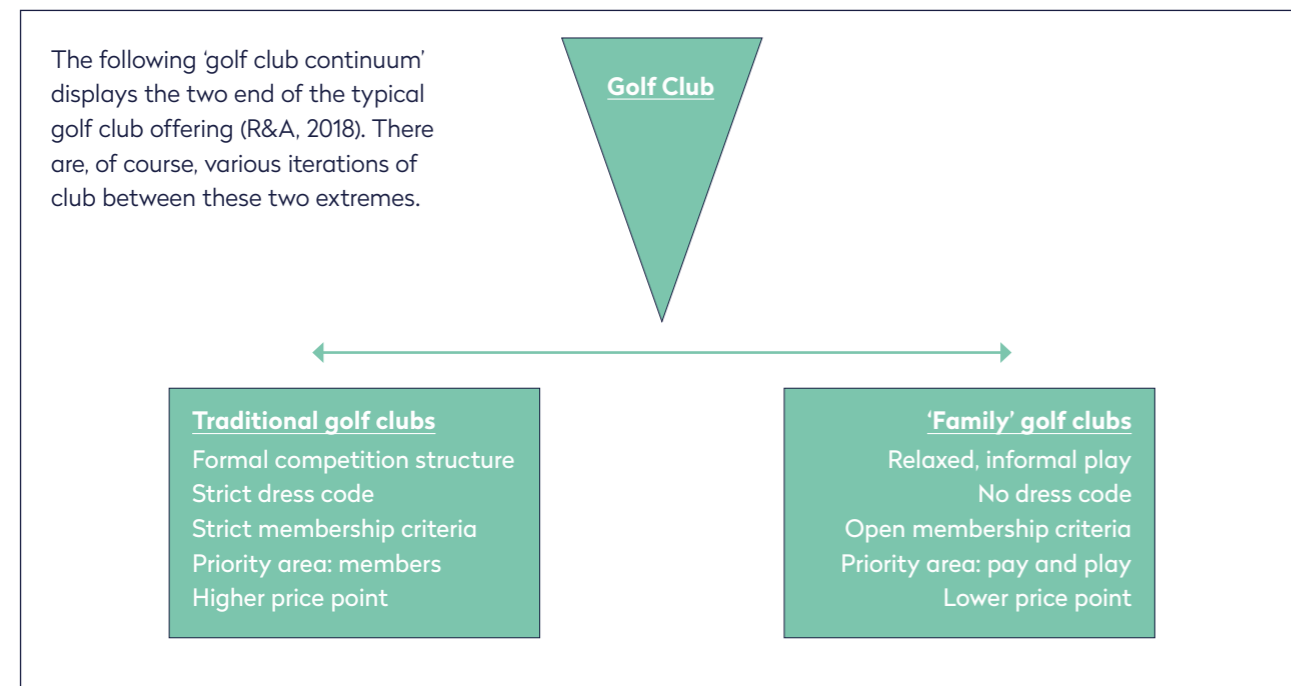 The following ‘golf club continuum’
displays the two end of the typical
golf club offering (R&A, 2018). There
are, of course, various iterations of
club between these two extremes.
Golf Club
Traditional golf clubs
Formal competition structure
Strict dress code
Strict membership criteria
Priority area: members
Higher price point
‘Family’ golf clubs
Relaxed, informal play
No dress code
Open membership criteria
Priority area: pay and play
Lower price point